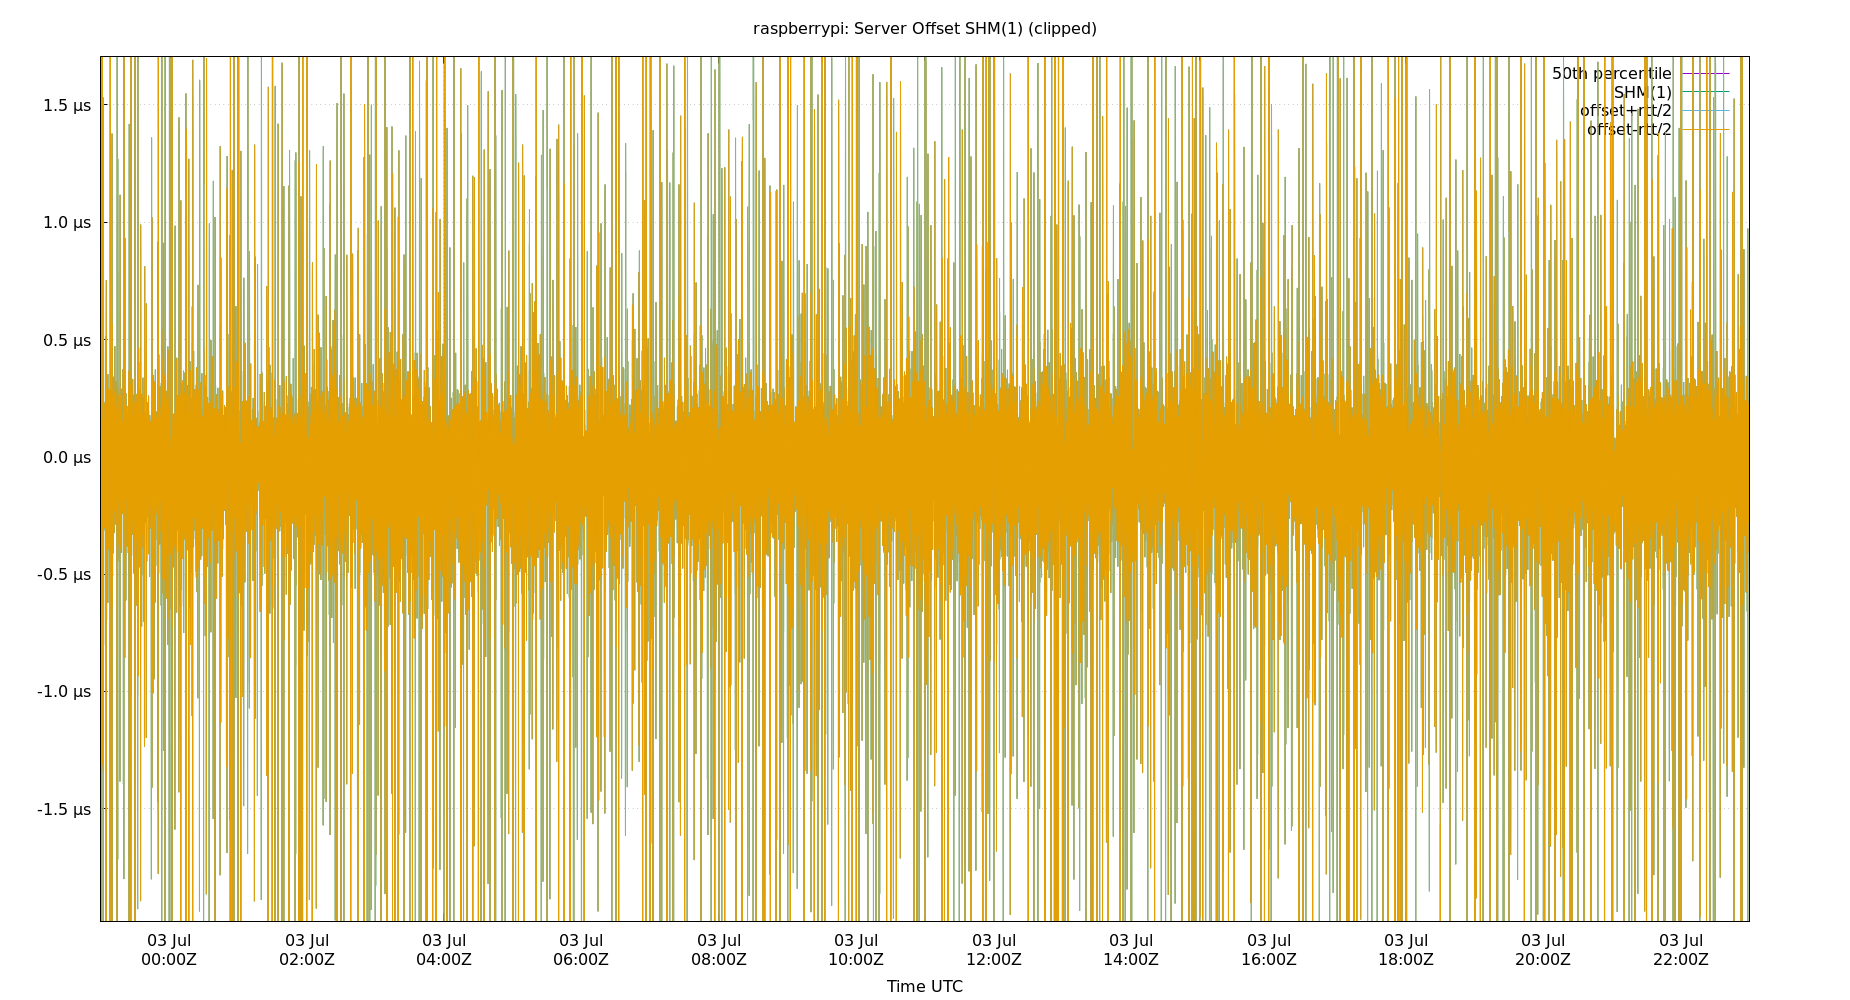 raspberrypi: Server Offset SHM(1) (clipped)
50th percentile
SHM(1)
offset+rtt/2
offset-rtt/2
1.5 µs
1.0 µs
0.5 µs
0.0 µs
-0.5 µs
-1.0 µs
-1.5 µs
03 Jul 03 Jul 03 Jul 03 Jul 03 Jul 03 Jul 03 Jul 03 Jul 03 Jul 03 Jul 03 Jul 03 Jul
00:00Z 02:00Z 04:00Z 06:00Z 08:00Z 10:00Z 12:00Z 14:00Z 16:00Z 18:00Z 20:00Z 22:00Z
Time UTC